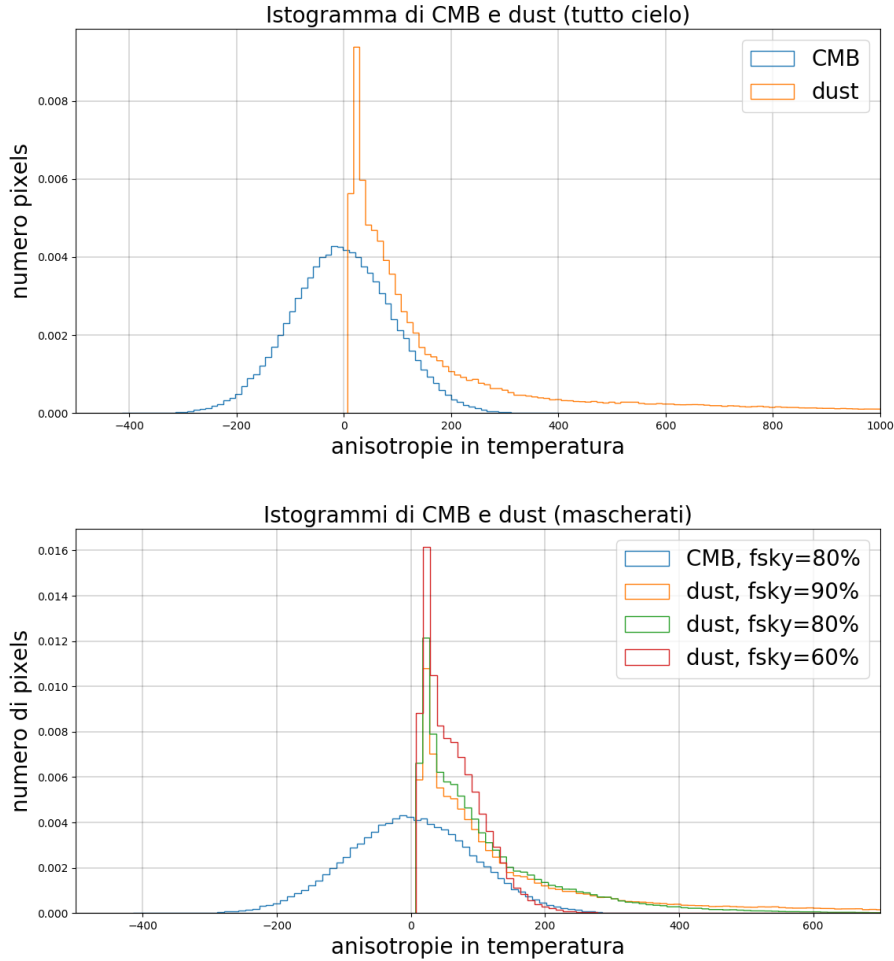 Istogramma di CMB e dust (tutto cielo)
CMB
dust
numero pixels
0.008
0.006
0.004
0.002
0.000
−400
−200
0
200
400
600
800
1000
anisotropie in temperatura
Istogrammi di CMB e dust (mascherati)
CMB, fsky=80%
dust, fsky=90%
dust, fsky=80%
dust, fsky=60%
numero di pixels
0.016
0.014
0.012
0.010
0.008
0.006
0.004
0.002
0.000
−400
−200
0
200
400
600
anisotropie in temperatura